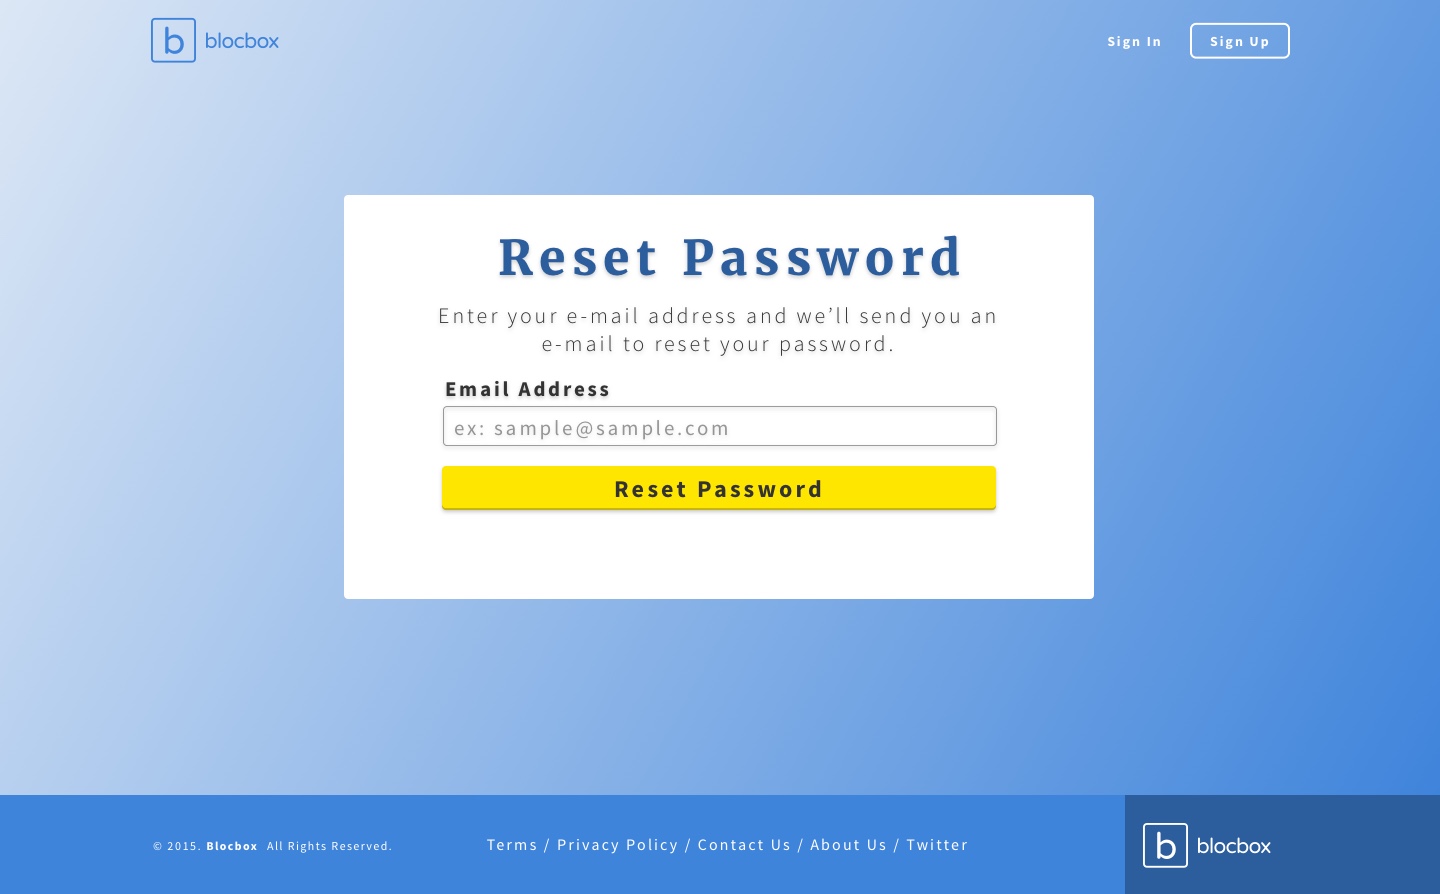 b blocbox
Sign In
Sign Up
Reset Password
Enter your e-mail address and we’ll send you an
e-mail to reset your password.
Email Address
ex: sample@sample.com
Reset Password
© 2015. Blocbox All Rights Reserved.
Terms / Privacy Policy / Contact Us / About Us / Twitter
b blocbox